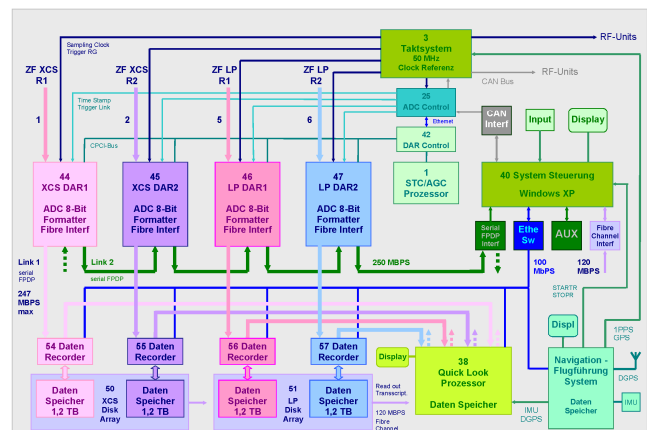 3
Taktsystem
50 MHz
Clock Referenz
RF-Units
Sampling Clock
Trigger RG
CAN Bus
RF-Units
ZF XCS
R1
ZF XCS
R2
ZF LP
R1
ZF LP
R2
25
ADC Control
Time Stamp
Trigger Link
1
2
5
6
Ethernet
CAN
Interf
Input
Display
CPCI-Bus
42
DAR Control
1
STC/AGC
Prozessor
44
XCS DAR1
ADC 8-Bit
Formatter
Fibre Interf
45
XCS DAR2
ADC 8-Bit
Formatter
Fibre Interf
46
LP DAR1
ADC 8-Bit
Formatter
Fibre Interf
47
LP DAR2
ADC 8-Bit
Formatter
Fibre Interf
40 System Steuerung
Windows XP
Serial
FPDP
Interf
Ethe
Sw
AUX
Fibre
Channel
Interf
Link 1
serial
FPDP
Link 2
serial FPDP
250 MBPS
100
MbPS
120
MBPS
247
MBPS
max
STARTR
STOPR
1PPS
GPS
54 Daten
Recorder
55 Daten
Recorder
56 Daten
Recorder
57 Daten
Recorder
Displ
Display
38
Quick Look
Prozessor
Daten Speicher
Navigation -
Flugführung
System
Daten
Speicher
DGPS
IMU
Daten
Speicher
1,2 TB
50
XCS
Disk
Array
Daten
Speicher
1,2 TB
Daten
Speicher
1,2 TB
51
LP
Disk
Array
Daten
Speicher
1,2 TB
Read out
Transcript.
120 MBPS
Fibre
Channel
IMU
DGPS